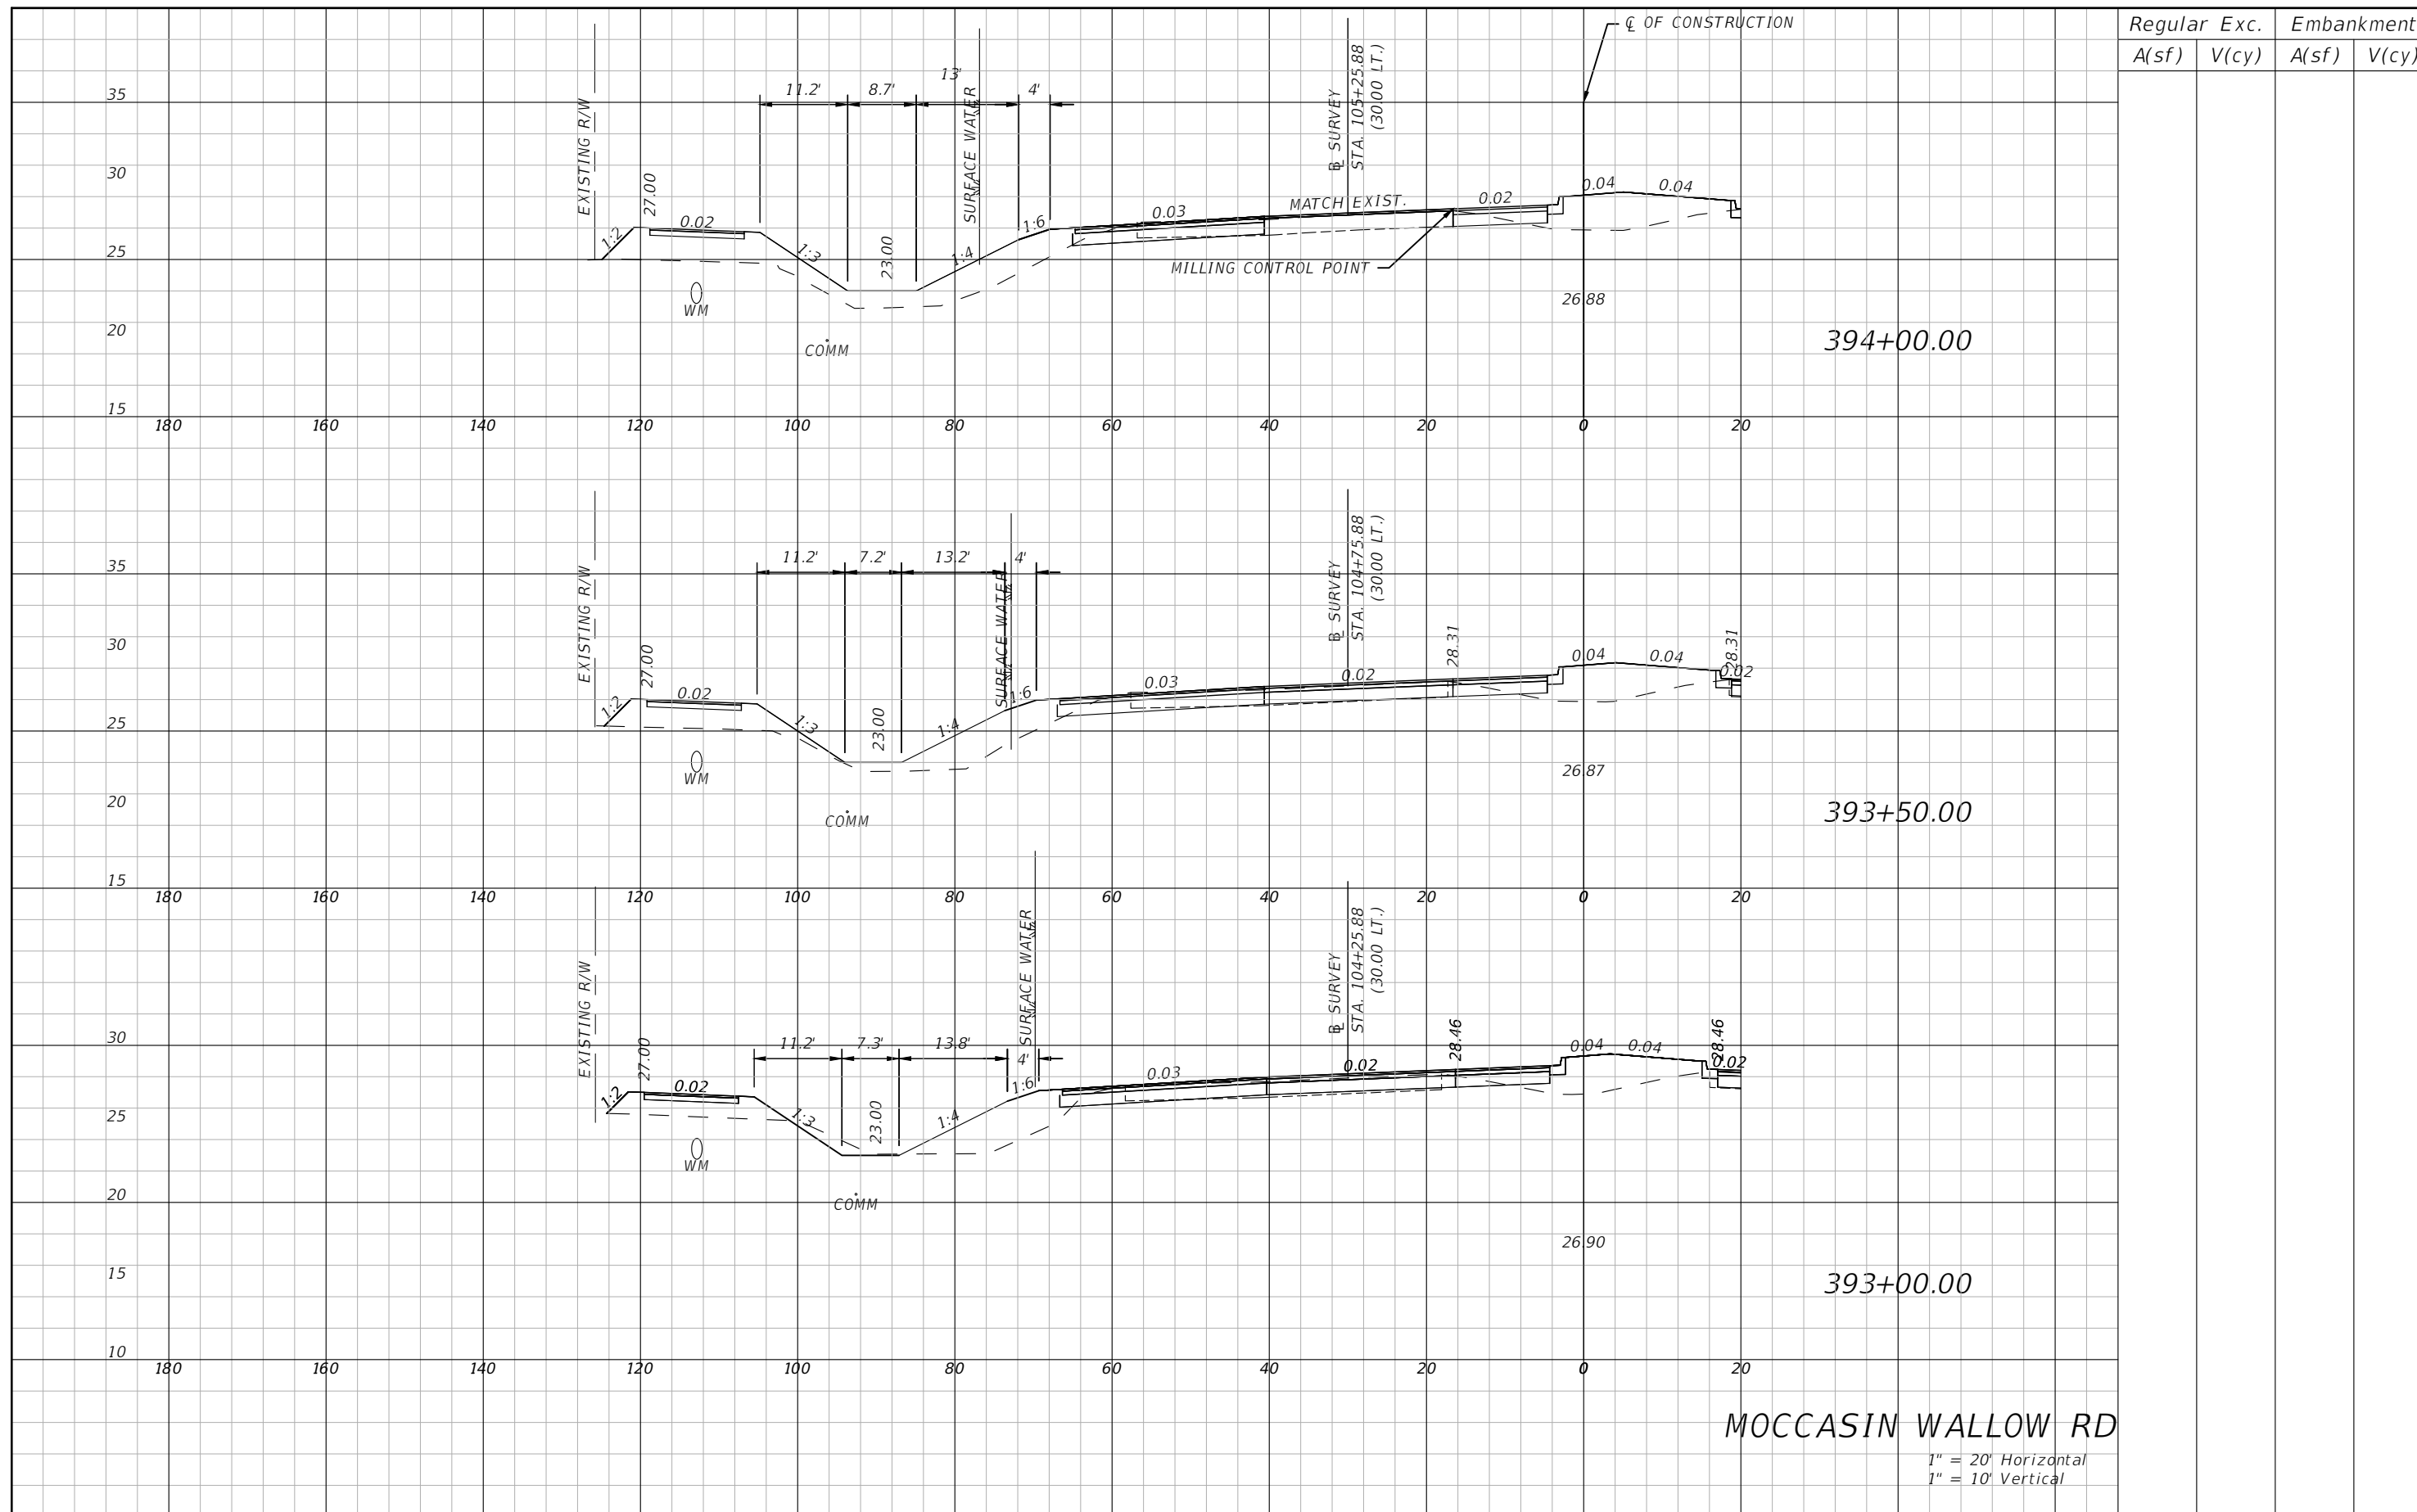 ℄ OF CONSTRUCTION
Regular Exc. Embankment
A(sf) V(cy) A(sf) V(cy)
EXISTING R/W
SURFACE WATER
℄ SURVEY
STA. 105+25.88
(30.00 LT.)
11.2' 8.7' 13' 4'
35
30
25
20
15
1:2 27.00 0.02 1:3 23.00 1:4 1:6 0.03 MATCH EXIST. 0.02 0.04 0.04
MILLING CONTROL POINT
WM
COMM
26.88
394+00.00
180 160 140 120 100 80 60 40 20 0 20
EXISTING R/W
SURFACE WATER
℄ SURVEY
STA. 104+75.88
(30.00 LT.)
11.2' 7.2' 13.2' 4'
35
30
25
20
15
1:2 27.00 0.02 1:3 23.00 1:4 1:6 0.03 0.02 28.31 0.04 0.04 28.31 0.02
WM
COMM
26.87
393+50.00
180 160 140 120 100 80 60 40 20 0 20
EXISTING R/W
SURFACE WATER
℄ SURVEY
STA. 104+25.88
(30.00 LT.)
11.2' 7.3' 13.8' 4'
30
25
20
15
10
1:2 27.00 0.02 1:3 23.00 1:4 1:6 0.03 0.02 28.46 0.04 0.04 28.46 0.02
WM
COMM
26.90
393+00.00
180 160 140 120 100 80 60 40 20 0 20
MOCCASIN WALLOW RD
1" = 20' Horizontal
1" = 10' Vertical